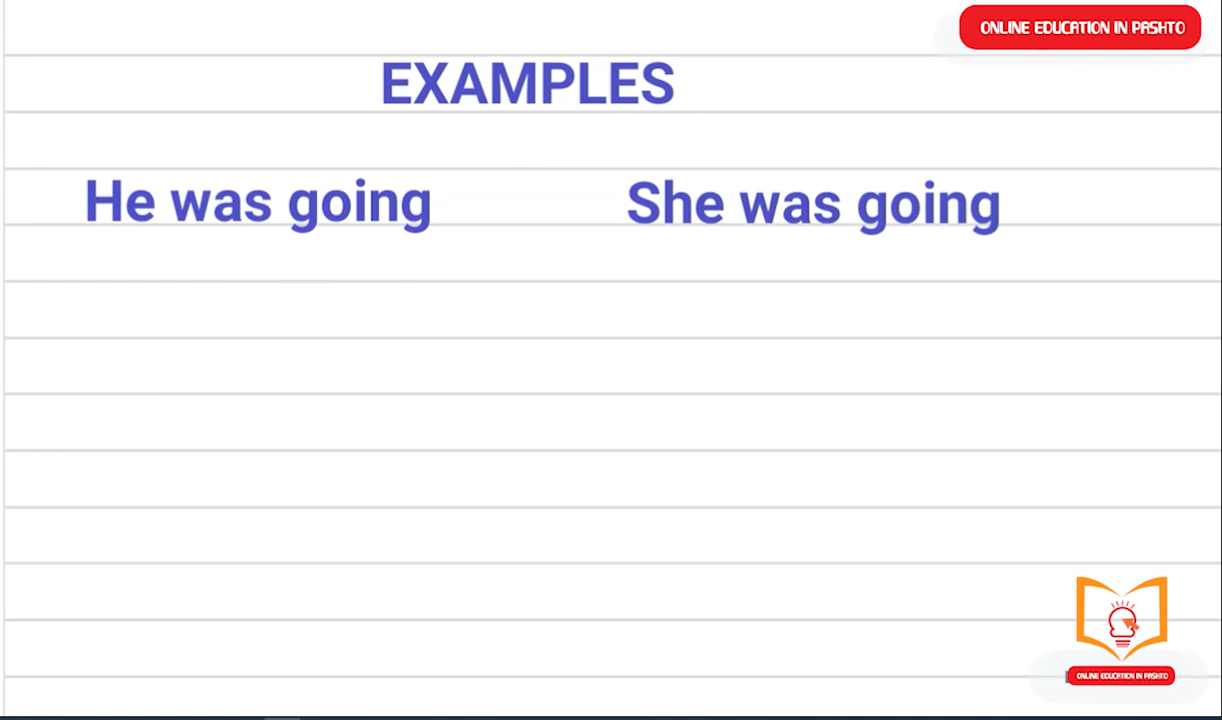 ONLINE EDUCATION IN PASHTO
EXAMPLES
He was going She was going
ONLINE EDUCATION IN PASHTO